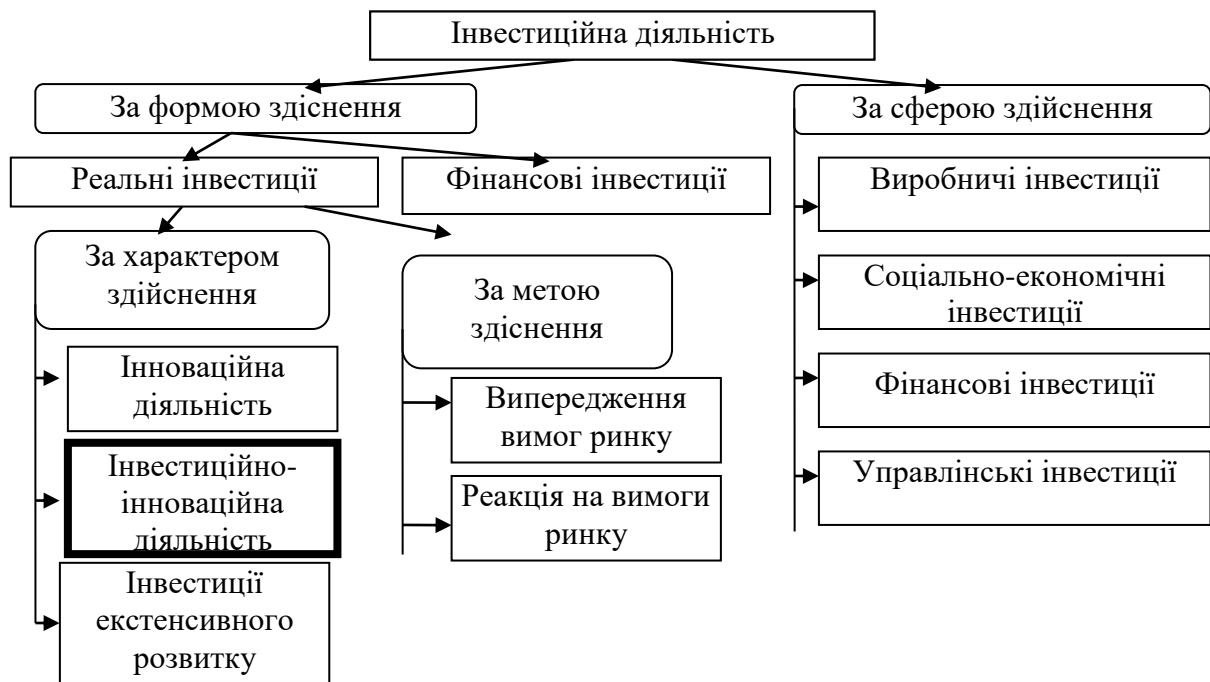 Інвестиційна діяльність
За формою здіснення
За сферою здійснення
Реальні інвестиції
Фінансові інвестиції
За характером
здійснення
За метою
здіснення
Інноваційна
діяльність
Інвестиційно-
інноваційна
діяльність
Інвестиції
екстенсивного
розвитку
Випередження
вимог ринку
Реакція на вимоги
ринку
Виробничі інвестиції
Соціально-економічні
інвестиції
Фінансові інвестиції
Управлінські інвестиції